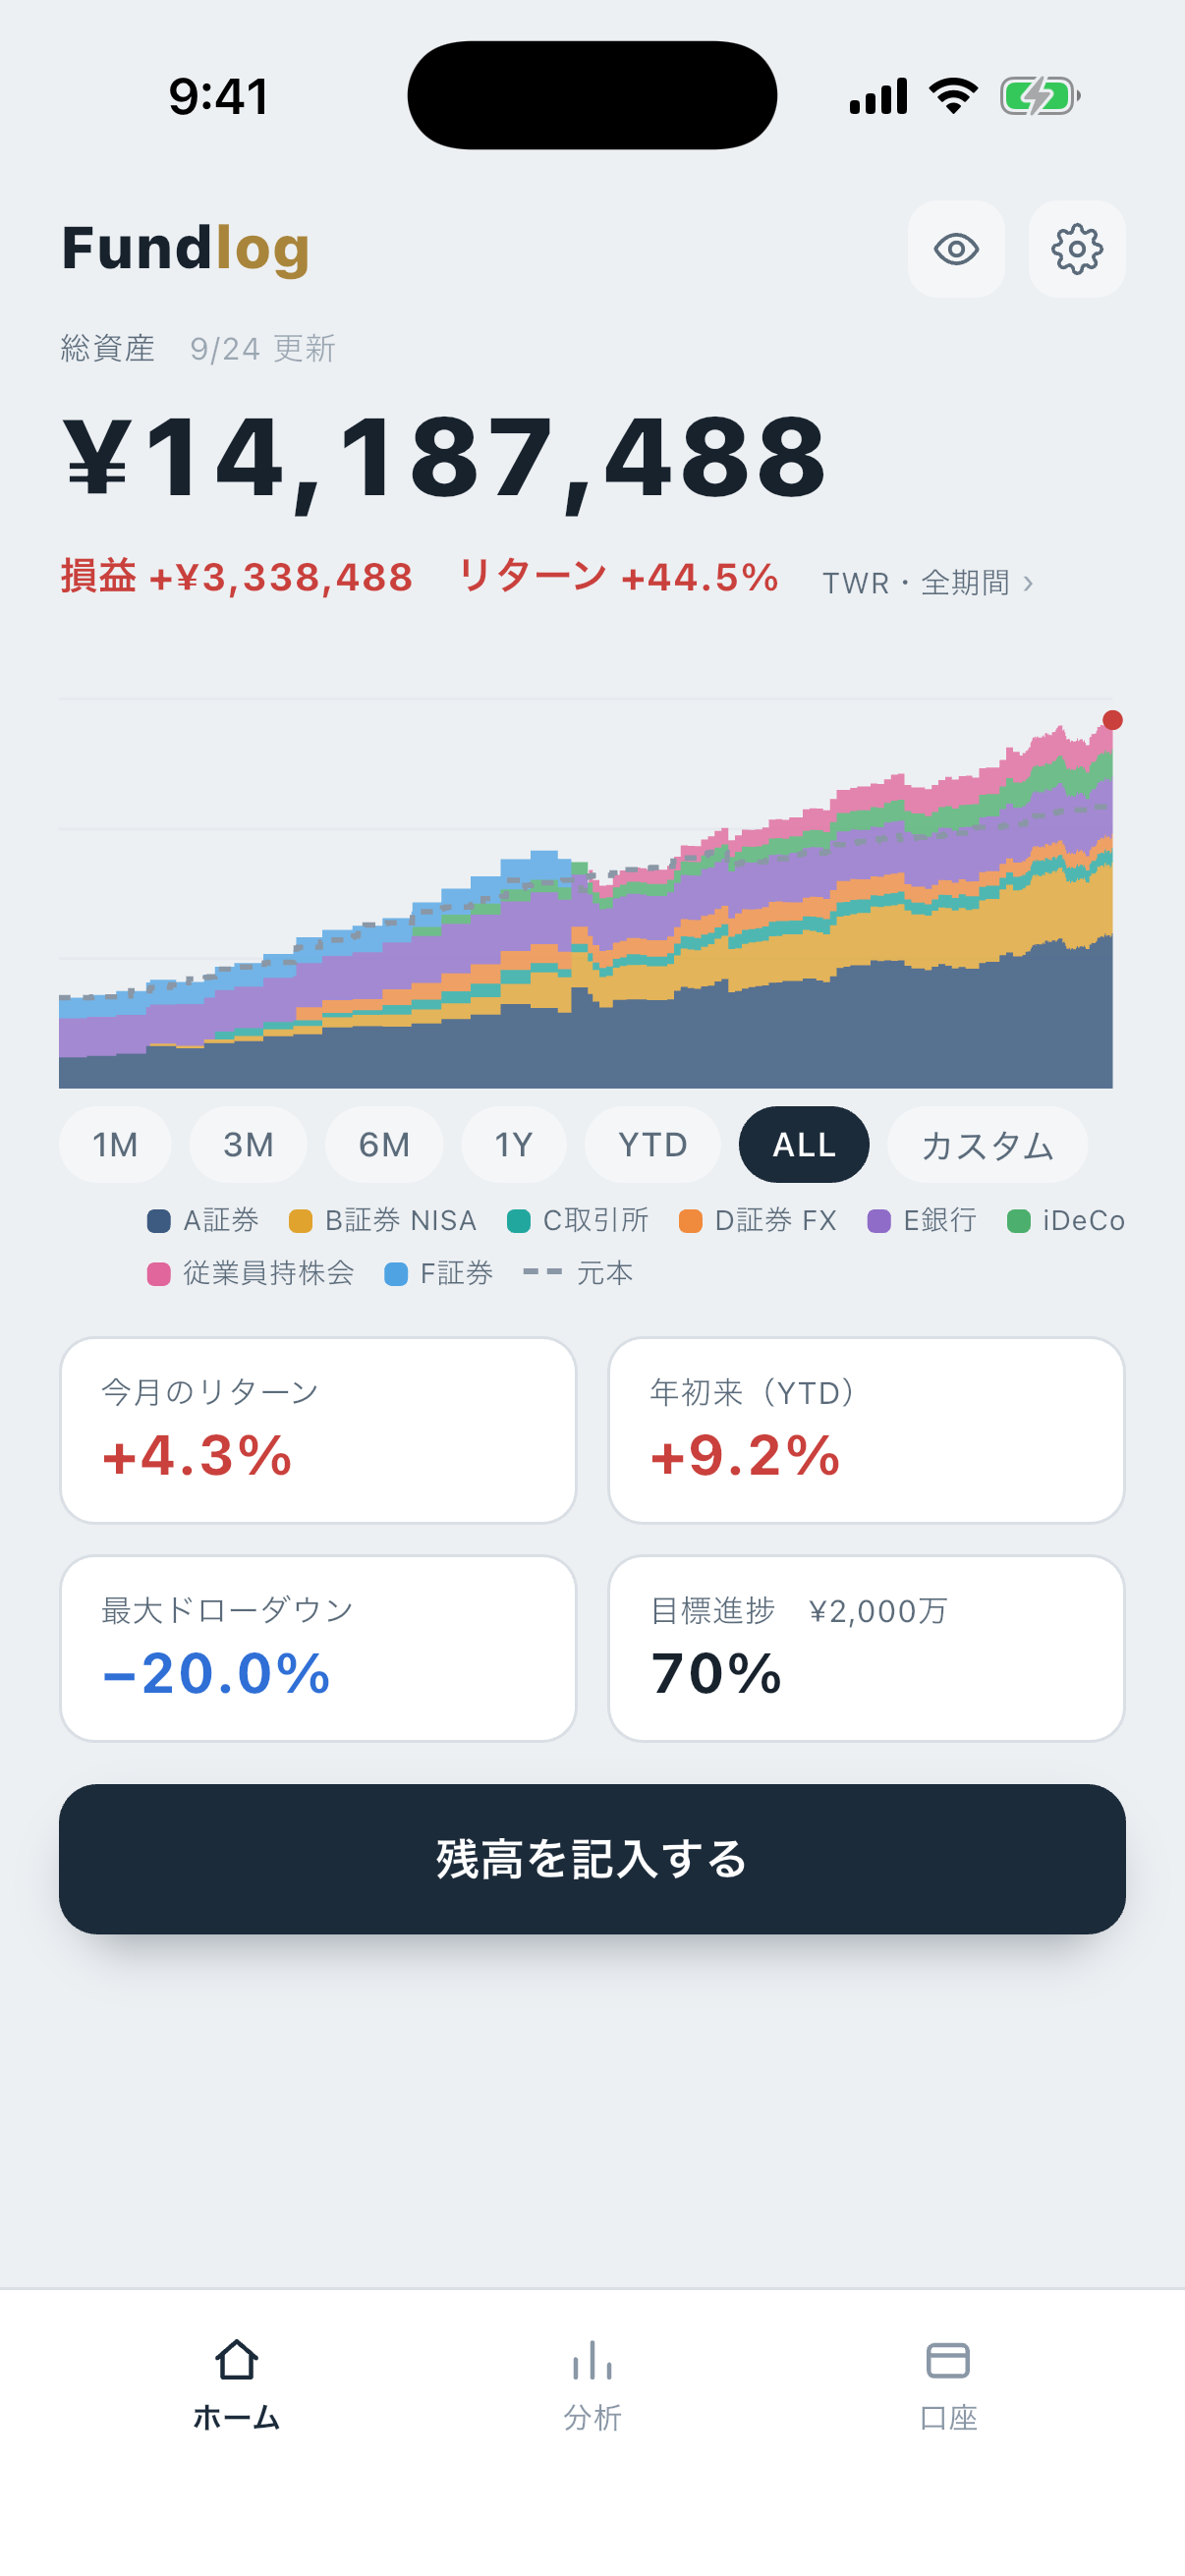 9:41
Fundlog
総資産 9/24 更新
¥14,187,488
損益 +¥3,338,488 リターン +44.5% TWR・全期間 ›
1M 3M 6M 1Y YTD ALL カスタム
A証券 B証券 NISA C取引所 D証券 FX E銀行 iDeCo
従業員持株会 F証券 元本
今月のリターン 年初来（YTD）
+4.3% +9.2%
最大ドローダウン 目標進捗 ¥2,000万
−20.0% 70%
残高を記入する
ホーム 分析 口座